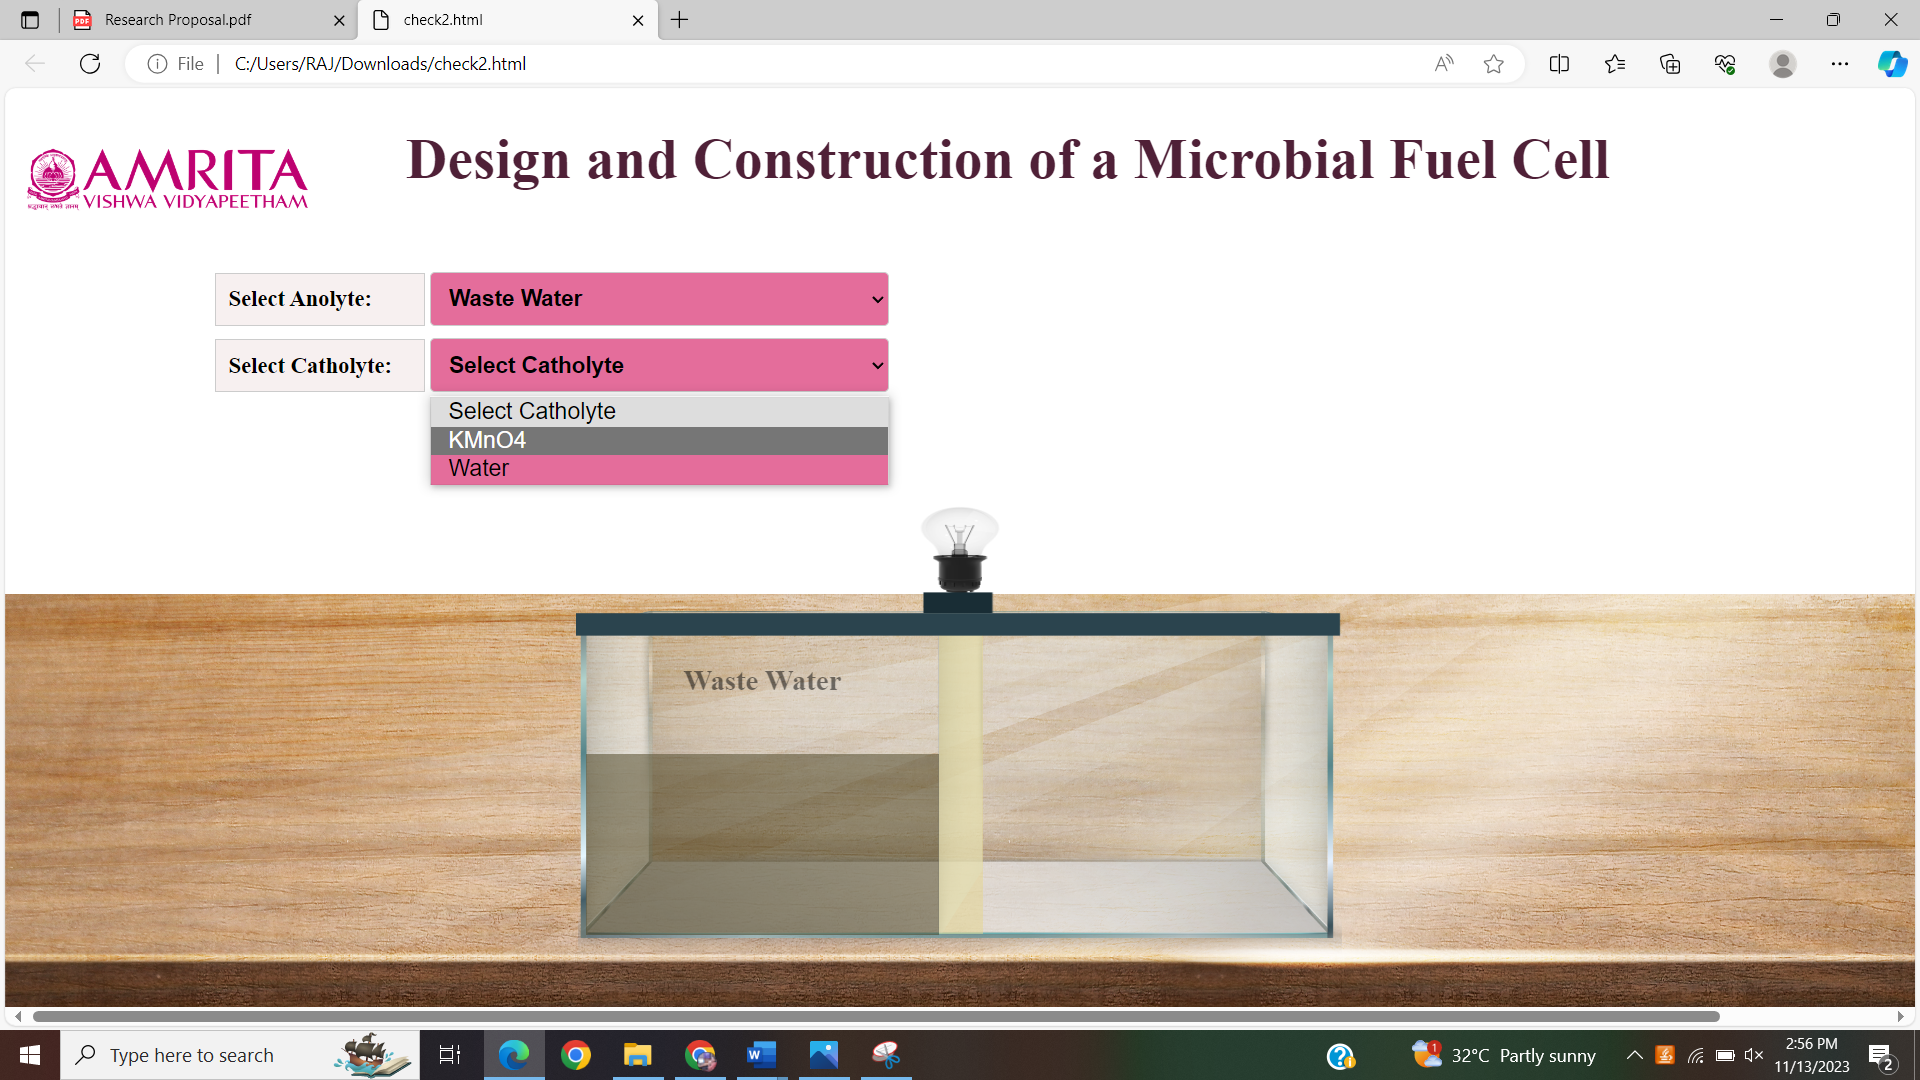 Research Proposal.pdf
check2.html
File
C:/Users/RAJ/Downloads/check2.html
AMRITA
VISHWA VIDYAPEETHAM
Design and Construction of a Microbial Fuel Cell
Select Anolyte:
Waste Water
Select Catholyte:
Select Catholyte
Select Catholyte
KMnO4
Water
Waste Water
Type here to search
1
32°C Partly sunny
2:56 PM
11/13/2023
2